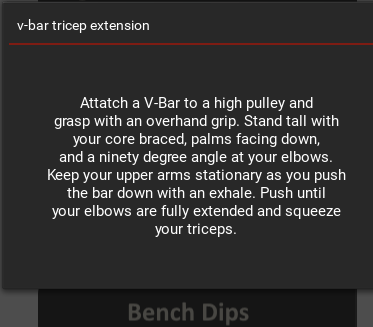 v-bar tricep extension
Attatch a V-Bar to a high pulley and
grasp with an overhand grip. Stand tall with
your core braced, palms facing down,
and a ninety degree angle at your elbows.
Keep your upper arms stationary as you push
the bar down with an exhale. Push until
your elbows are fully extended and squeeze
your triceps.
Bench Dips